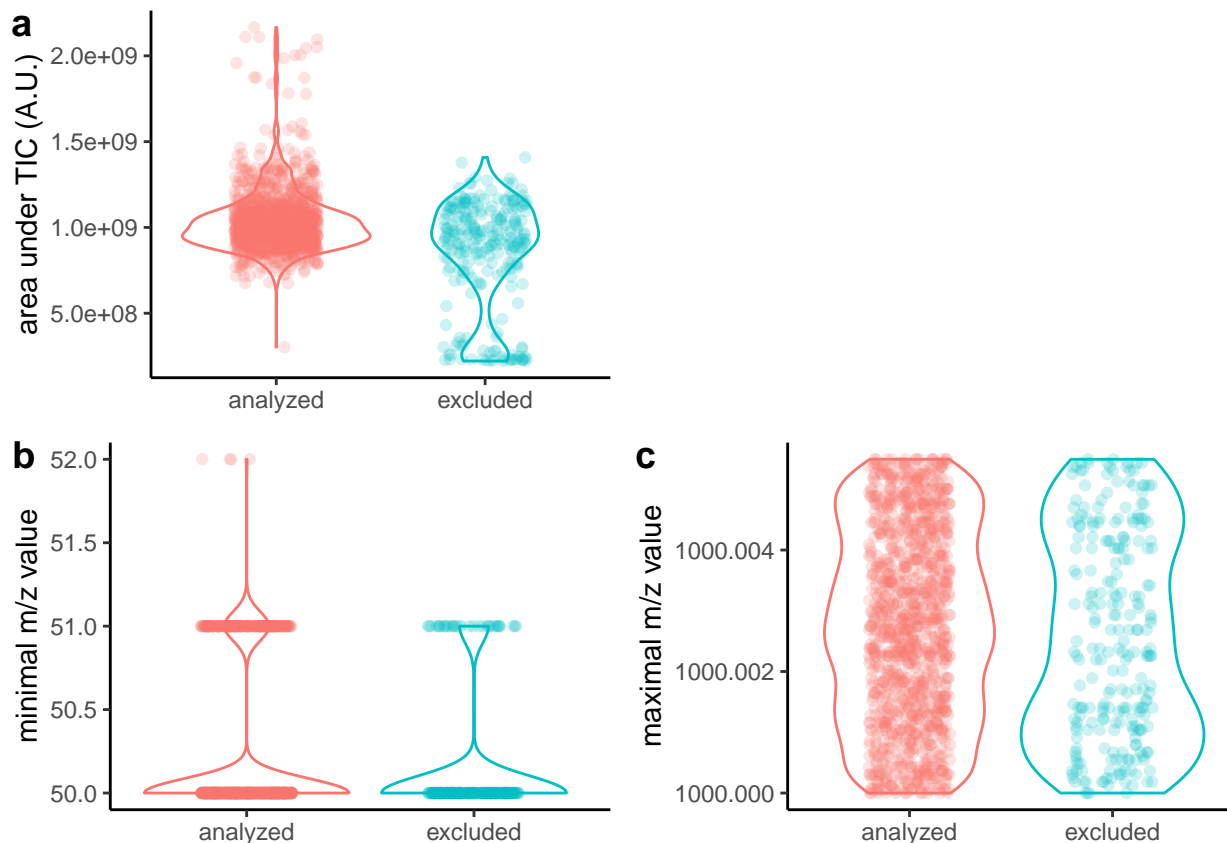 a
area under TIC (A.U.)
2.0e+09
1.5e+09
1.0e+09
5.0e+08
analyzed
excluded
b
minimal m/z value
52.0
51.5
51.0
50.5
50.0
analyzed
excluded
c
maximal m/z value
1000.004
1000.002
1000.000
analyzed
excluded